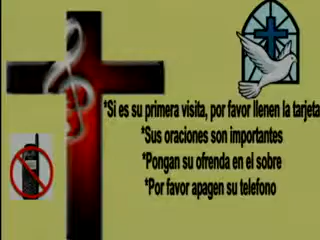 *Si es su primera visita, por favor llenen la tarjeta
*Sus oraciones son importantes
*Pongan su ofrenda en el sobre
*Por favor apagen su telefono